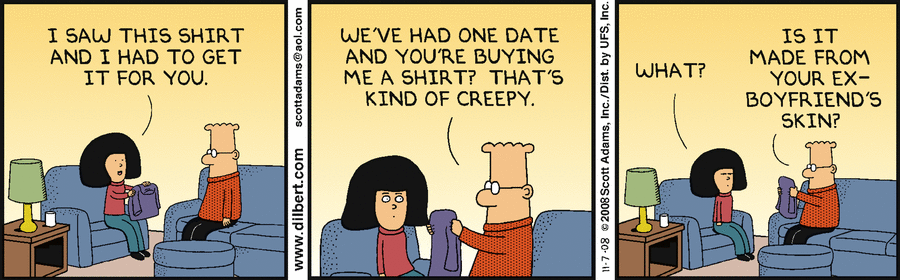 I SAW THIS SHIRT
AND I HAD TO GET
IT FOR YOU.
www.dilbert.com scottadams@aol.com
WE'VE HAD ONE DATE
AND YOU'RE BUYING
ME A SHIRT? THAT'S
KIND OF CREEPY.
11-7-08 ©2008 Scott Adams, Inc./Dist. by UFS, Inc.
WHAT?
IS IT
MADE FROM
YOUR EX-
BOYFRIEND'S
SKIN?